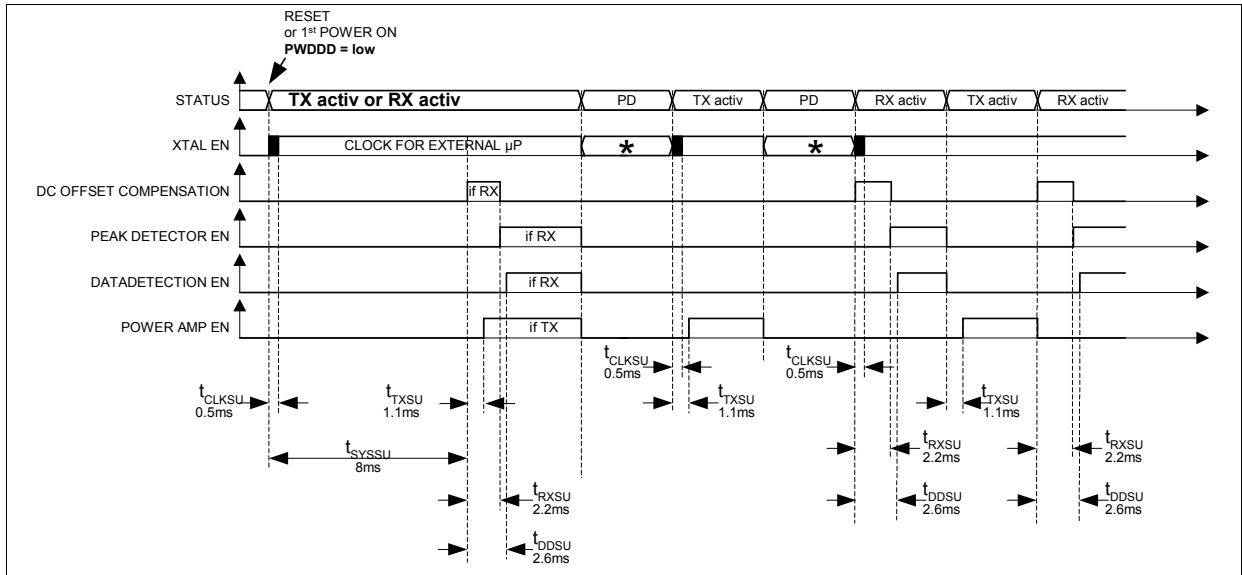 RESET
or 1st POWER ON
PWDDD = low
STATUS
TX activ or RX activ
PD
TX activ
PD
RX activ
TX activ
RX activ
XTAL EN
CLOCK FOR EXTERNAL µP
*
*
DC OFFSET COMPENSATION
if RX
PEAK DETECTOR EN
if RX
DATADETECTION EN
if RX
POWER AMP EN
if TX
tCLKSU
0.5ms
tCLKSU
0.5ms
tCLKSU
0.5ms
tTXSU
1.1ms
tTXSU
1.1ms
tTXSU
1.1ms
tSYSSU
8ms
tRXSU
2.2ms
tRXSU
2.2ms
tRXSU
2.2ms
tDDSU
2.6ms
tDDSU
2.6ms
tDDSU
2.6ms